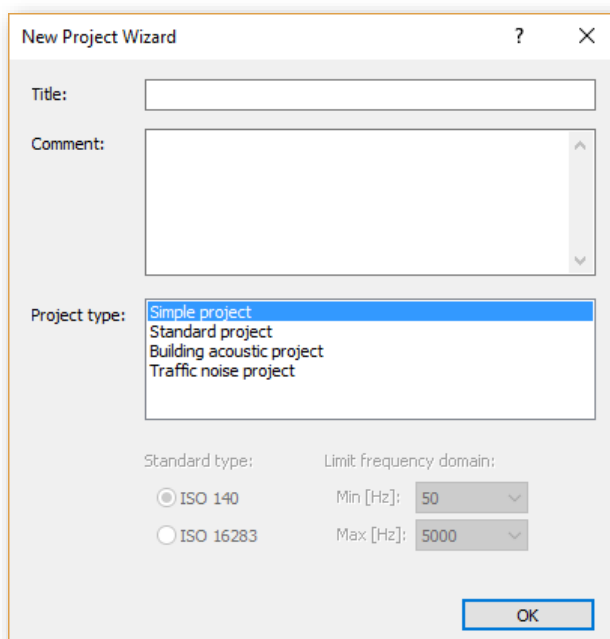 New Project Wizard ?
Title:
Comment:
Project type:
Simple project
Standard project
Building acoustic project
Traffic noise project
Standard type: Limit frequency domain:
ISO 140 Min [Hz]: 50
ISO 16283 Max [Hz]: 5000
OK